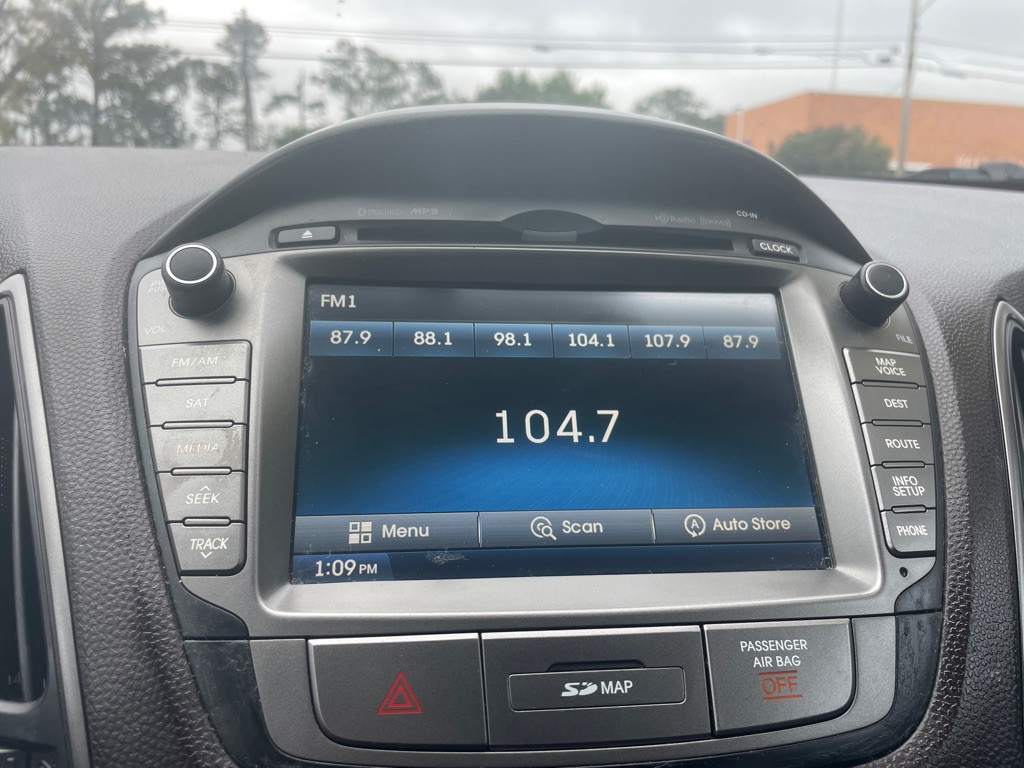 MP3
CD-IN
CLOCK
VOL
FILE
FM1
87.9 88.1 98.1 104.1 107.9 87.9
104.7
Menu Scan Auto Store
1:09 PM
FM/AM
SAT
MEDIA
SEEK
TRACK
MAP
VOICE
DEST
ROUTE
INFO
SETUP
PHONE
SD MAP
PASSENGER
AIR BAG
OFF